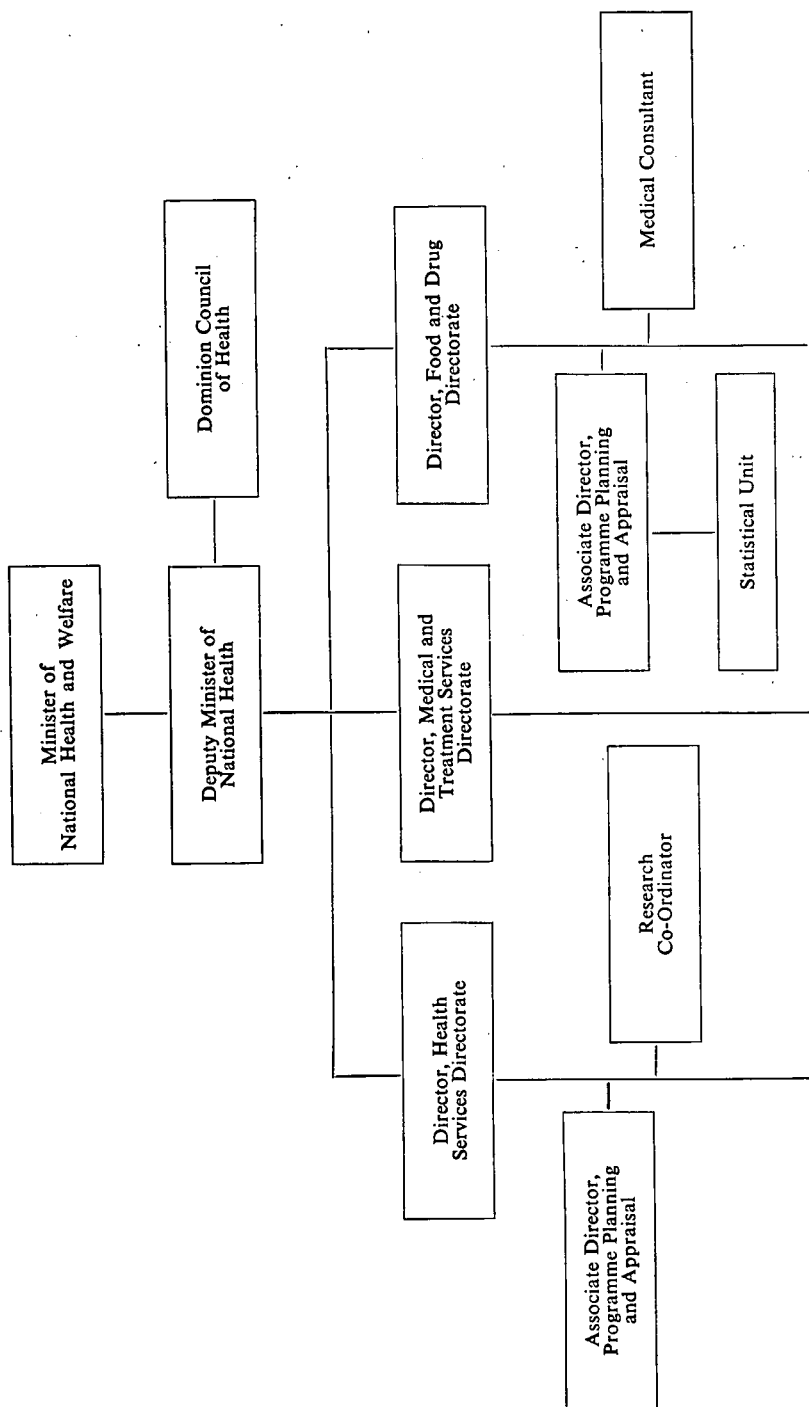 Minister of
National Health and Welfare
Deputy Minister of
National Health
Dominion Council
of Health
Director, Health
Services Directorate
Director, Medical and
Treatment Services
Directorate
Director, Food and Drug
Directorate
Associate Director,
Programme Planning
and Appraisal
Research
Co-Ordinator
Associate Director,
Programme Planning
and Appraisal
Medical Consultant
Statistical Unit